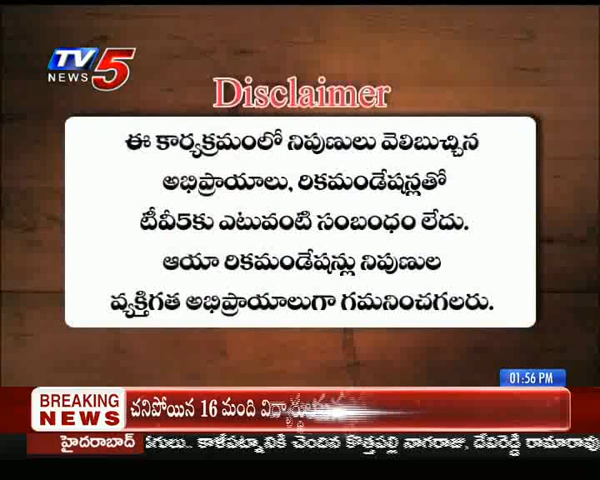 TV5
NEWS
Disclaimer
ఈ కార్యక్రమంలో నిపుణులు వెలిబుచ్చిన
అభిప్రాయాలు, రికమండేషన్లతో
టీవీ5కు ఎటువంటి సంబంధం లేదు.
ఆయా రికమండేషన్లు నిపుణుల
వ్యక్తిగత అభిప్రాయాలుగా గమనించగలరు.
01:56 PM
BREAKING
NEWS
చనిపోయిన 16 మంది
హైదరాబాద్ కాళేపట్నానికి చెందిన కొత్తపల్లి నాగరాజు, దేవిరెడ్డి రామారావు